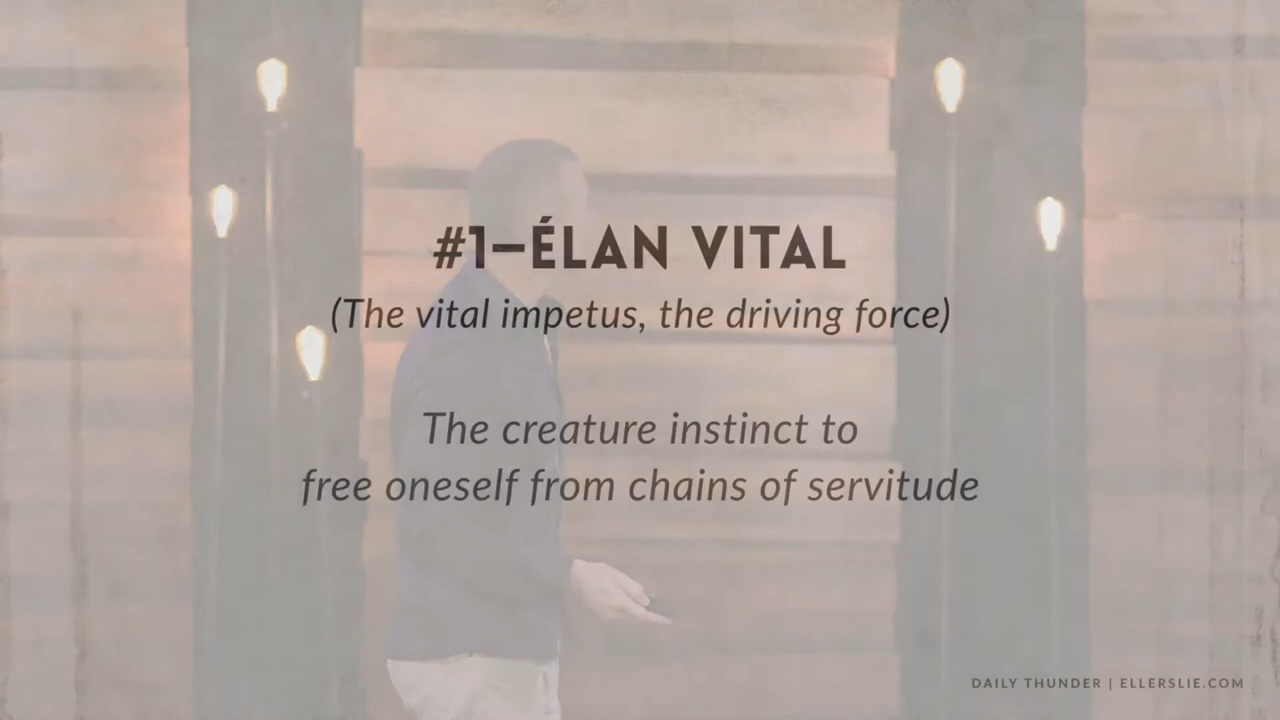 #1—ÉLAN VITAL
(The vital impetus, the driving force)
The creature instinct to
free oneself from chains of servitude
DAILY THUNDER | ELLERSLIE.COM